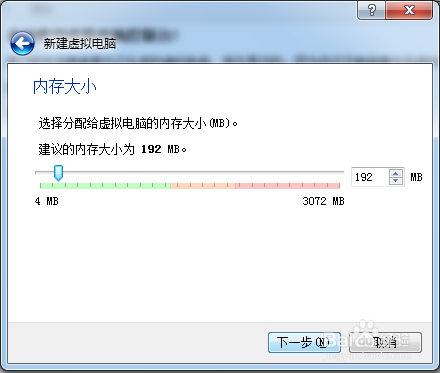 新建虚拟电脑
内存大小
选择分配给虚拟电脑的内存大小(MB)。
建议的内存大小为 192 MB。
192 MB
4 MB 3072 MB
下一步(N) 取消